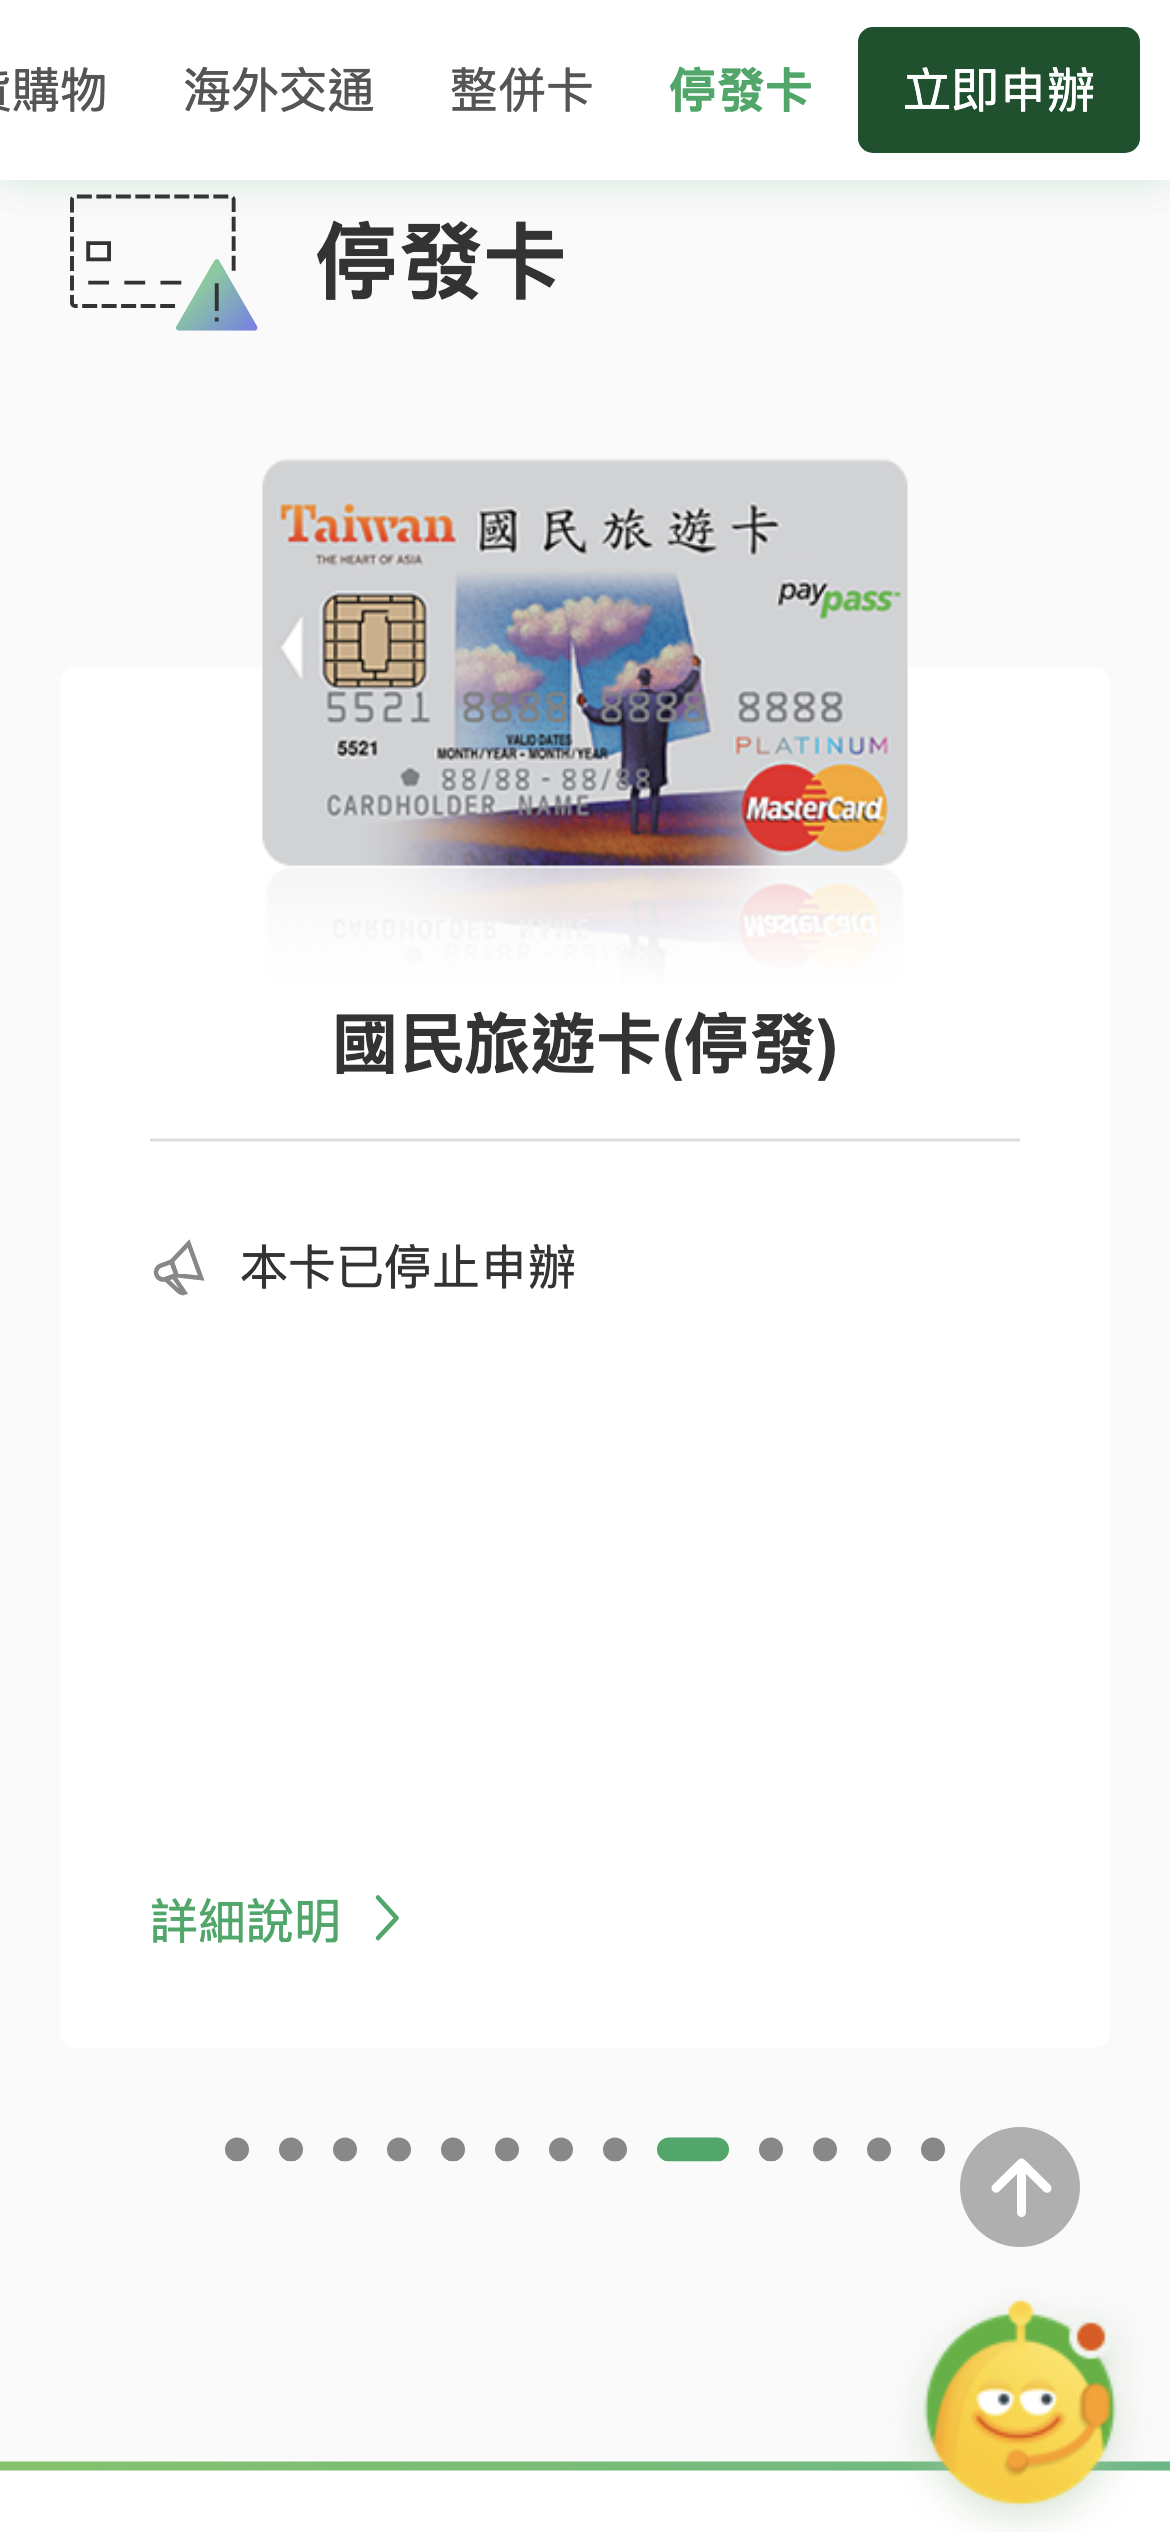 購物 海外交通 整併卡 停發卡 立即申辦
停發卡
Taiwan 國民旅遊卡
THE HEART OF ASIA
paypass
5521 8888 8888 8888
5521
PLATINUM
VALID DATES
MONTH/YEAR - MONTH/YEAR
88/88 - 88/88
CARDHOLDER NAME
MasterCard
國民旅遊卡(停發)
本卡已停止申辦
詳細說明